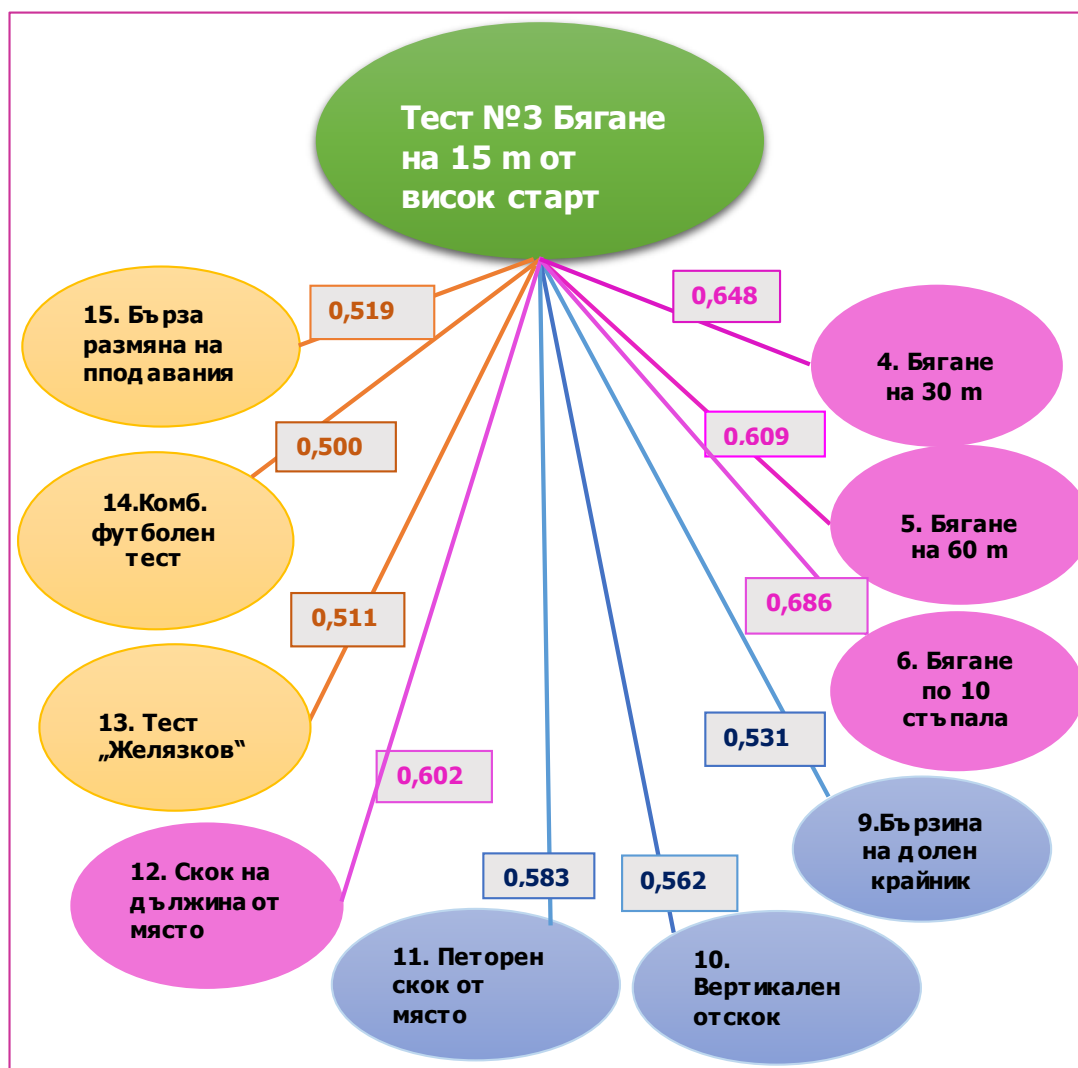 Тест №3 Бягане
на 15 m от
висок старт
0,648
15. Бърза
размяна на
пподавания
0,519
4. Бягане
на 30 m
0,500
0.609
14.Комб.
футболен
тест
5. Бягане
на 60 m
0,511
0,686
6. Бягане
по 10
стъпала
13. Тест
„Желязков“
0,602
0,531
9.Бързина
на долен
крайник
12. Скок на
дължина от
място
0,583
0,562
11. Петорен
скок от
място
10.
Вертикален
отскок